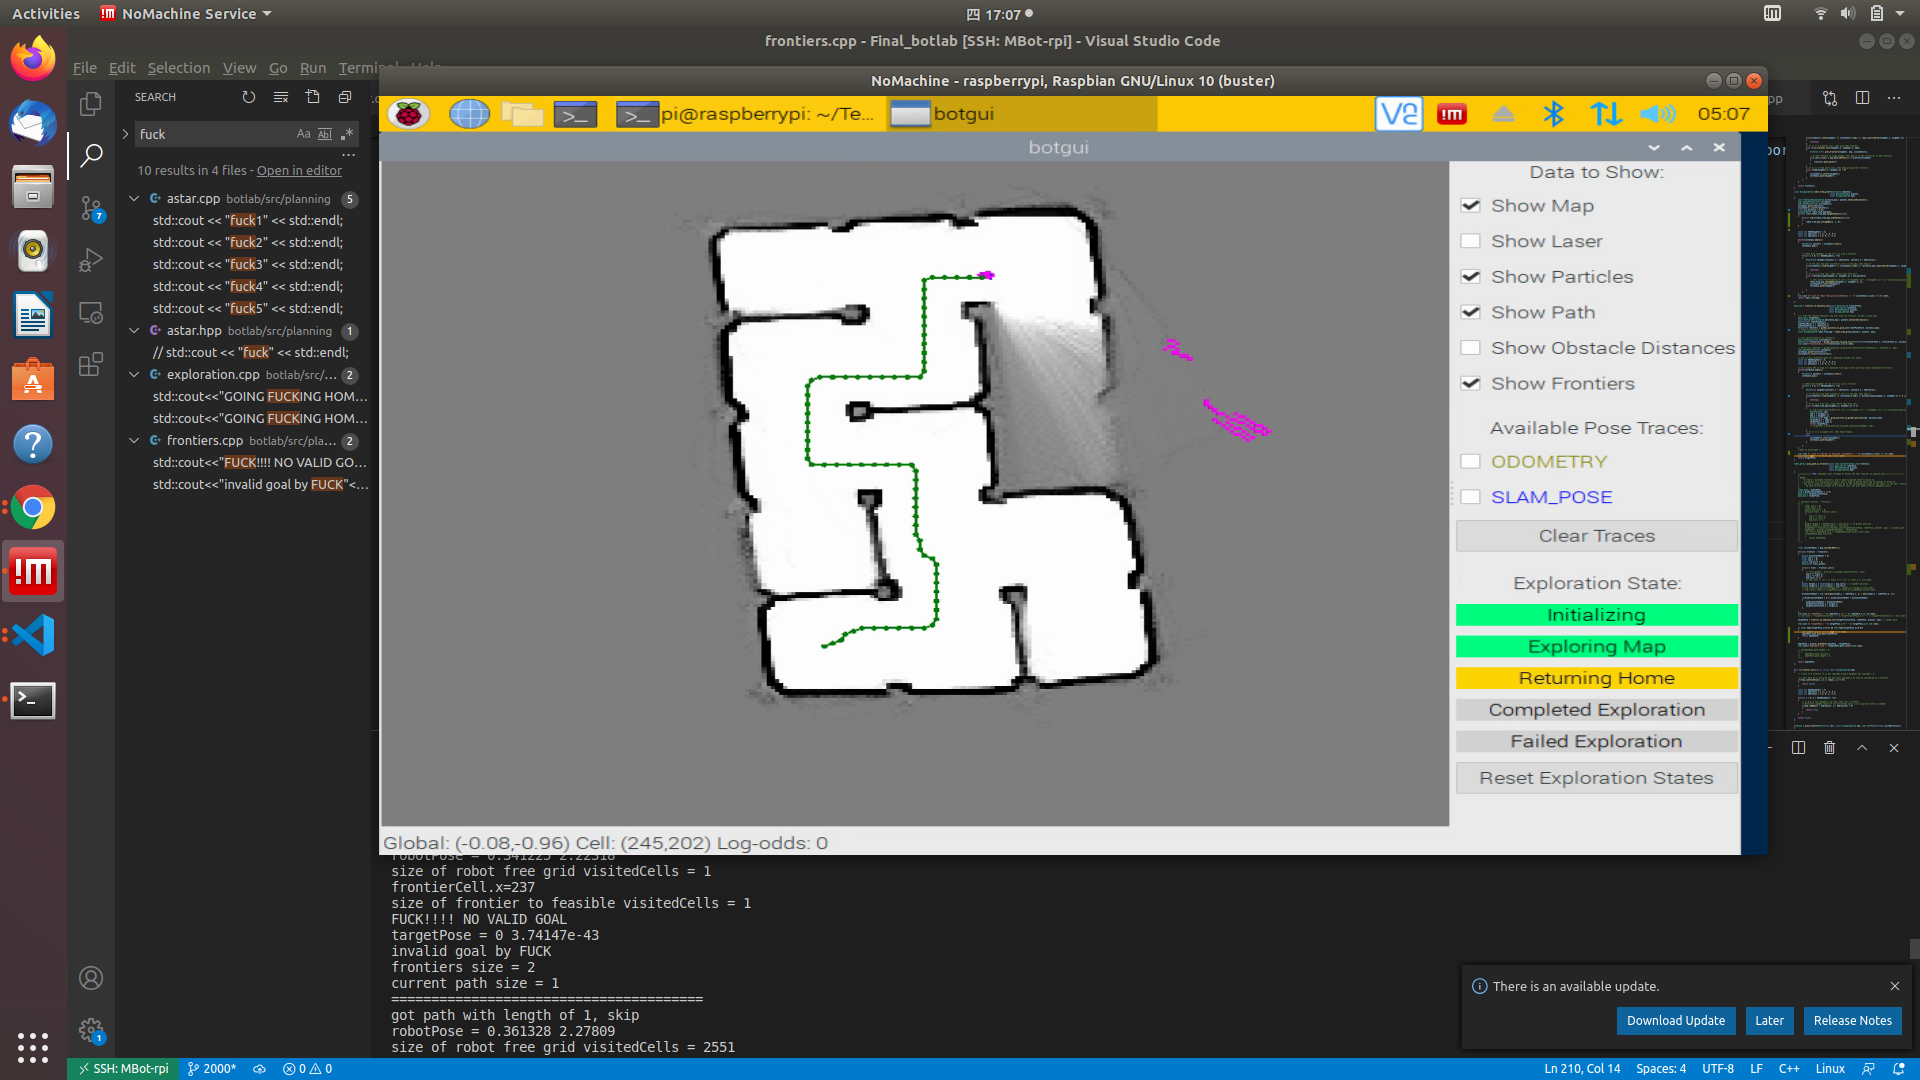 Activities
NoMachine Service
四 17:07
frontiers.cpp - Final_botlab [SSH: MBot-rpi] - Visual Studio Code
File Edit Selection View Go Run
NoMachine - raspberrypi, Raspbian GNU/Linux 10 (buster)
SEARCH
fuck
Aa Abl .*
10 results in 4 files - Open in editor
astar.cpp botlab/src/planning 5
std::cout << "fuck1" << std::endl;
std::cout << "fuck2" << std::endl;
std::cout << "fuck3" << std::endl;
std::cout << "fuck4" << std::endl;
std::cout << "fuck5" << std::endl;
astar.hpp botlab/src/planning 1
// std::cout << "fuck" << std::endl;
exploration.cpp botlab/src/... 2
std::cout<<"GOING FUCKING HOM...
std::cout<<"GOING FUCKING HOM...
frontiers.cpp botlab/src/pla... 2
std::cout<<"FUCK!!!! NO VALID GO...
std::cout<<"invalid goal by FUCK"<...
pi@raspberrypi: ~/Te...
botgui
05:07
botgui
Data to Show:
Show Map
Show Laser
Show Particles
Show Path
Show Obstacle Distances
Show Frontiers
Available Pose Traces:
ODOMETRY
SLAM_POSE
Clear Traces
Exploration State:
Initializing
Exploring Map
Returning Home
Completed Exploration
Failed Exploration
Reset Exploration States
Global: (-0.08,-0.96) Cell: (245,202) Log-odds: 0
robotPose = 0.341225 2.22318
size of robot free grid visitedCells = 1
frontierCell.x=237
size of frontier to feasible visitedCells = 1
FUCK!!!! NO VALID GOAL
targetPose = 0 3.74147e-43
invalid goal by FUCK
frontiers size = 2
current path size = 1
=======================================
got path with length of 1, skip
robotPose = 0.361328 2.27809
size of robot free grid visitedCells = 2551
There is an available update.
Download Update
Later
Release Notes
SSH: MBot-rpi
2000*
0
0
Ln 210, Col 14
Spaces: 4
UTF-8
LF
C++
Linux